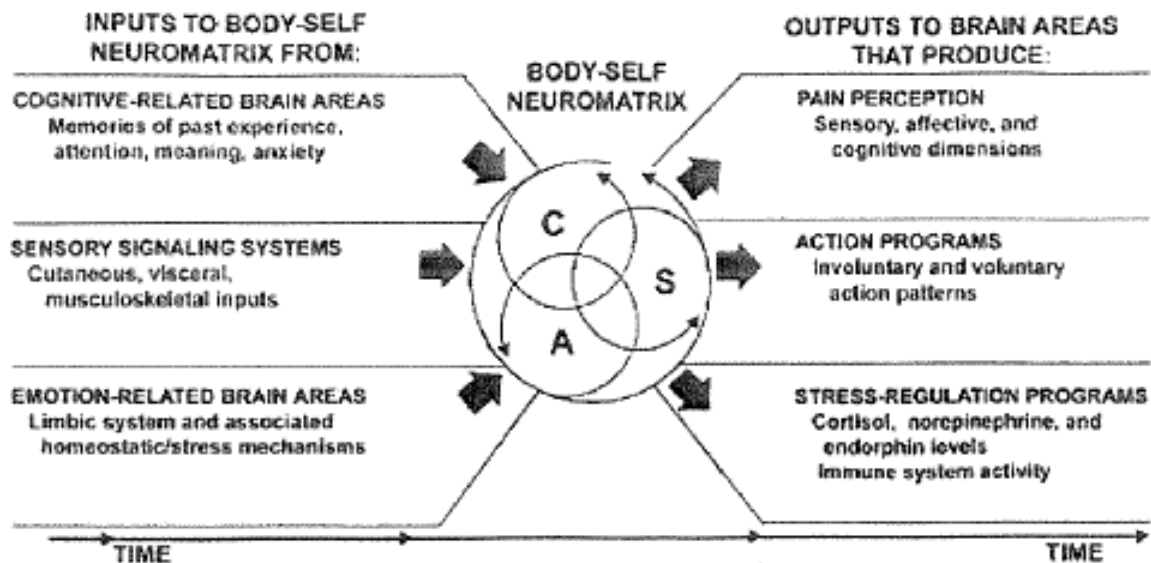 INPUTS TO BODY-SELF
NEUROMATRIX FROM:
COGNITIVE-RELATED BRAIN AREAS
Memories of past experience,
attention, meaning, anxiety
SENSORY SIGNALING SYSTEMS
Cutaneous, visceral,
musculoskeletal inputs
EMOTION-RELATED BRAIN AREAS
Limbic system and associated
homeostatic/stress mechanisms
BODY-SELF
NEUROMATRIX
C
S
A
OUTPUTS TO BRAIN AREAS
THAT PRODUCE:
PAIN PERCEPTION
Sensory, affective, and
cognitive dimensions
ACTION PROGRAMS
Involuntary and voluntary
action patterns
STRESS-REGULATION PROGRAMS
Cortisol, norepinephrine, and
endorphin levels
Immune system activity
TIME
TIME